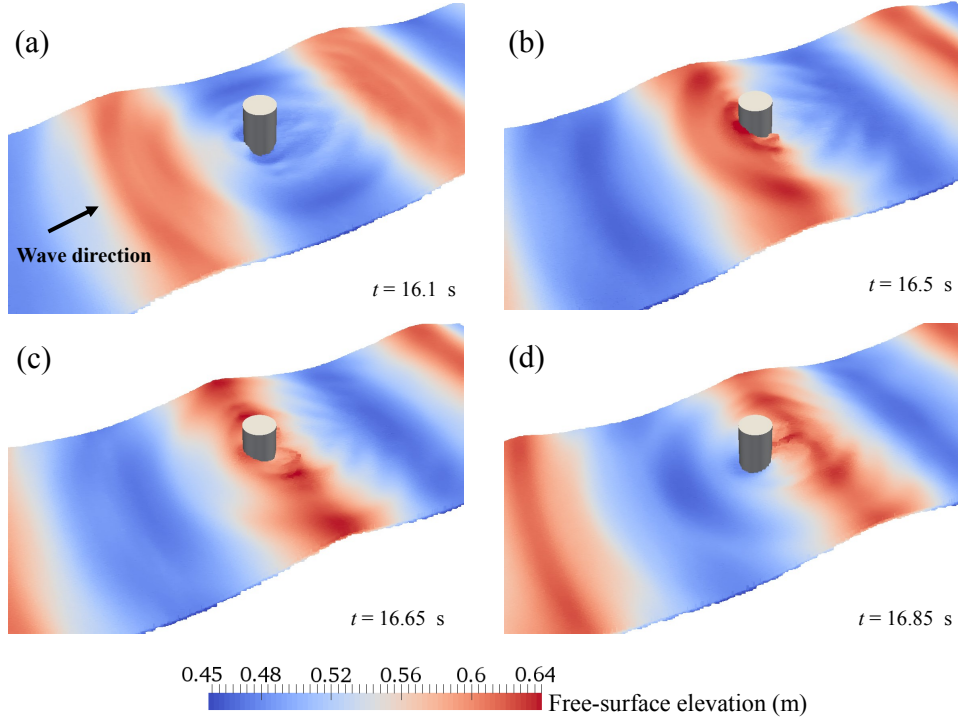 (a)
(b)
Wave direction
t = 16.1 s
t = 16.5 s
(c)
(d)
t = 16.65 s
t = 16.85 s
0.45 0.48 0.52 0.56 0.6 0.64
Free-surface elevation (m)